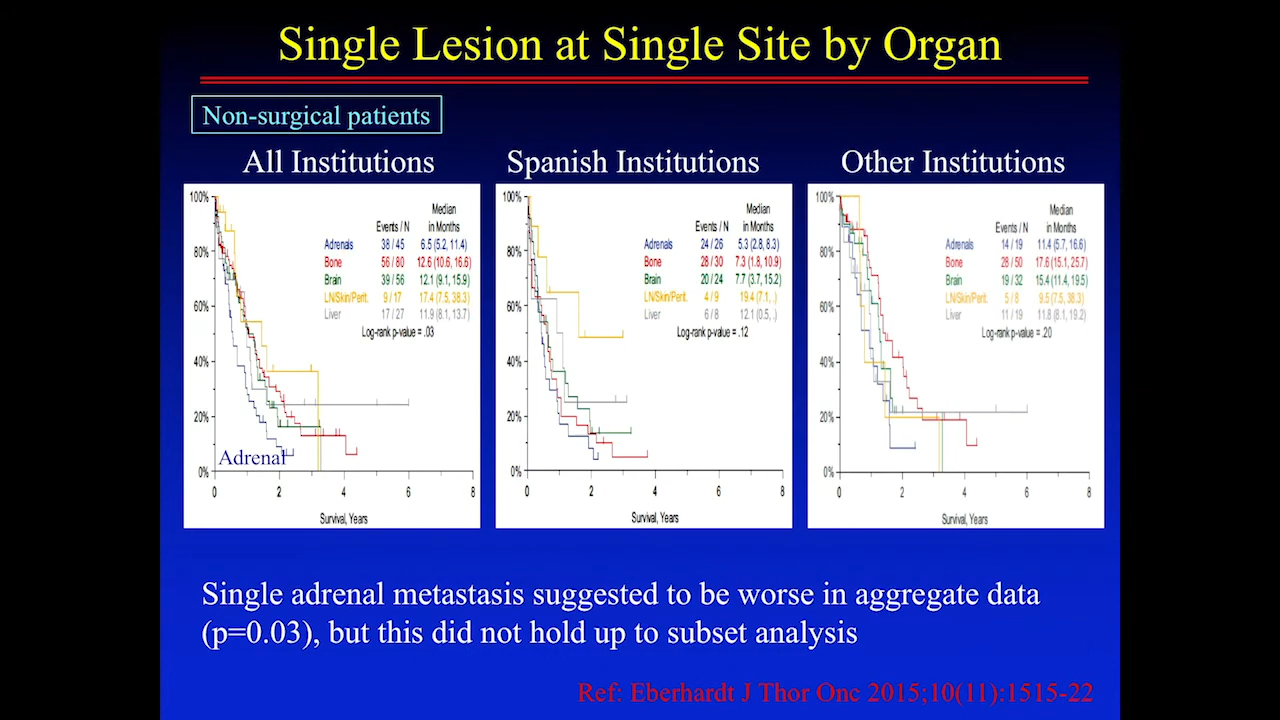 Single Lesion at Single Site by Organ
Non-surgical patients
All Institutions
Spanish Institutions
Other Institutions
100%
80%
60%
40%
20%
0%
0 2 4 6 8
Survival, Years
Median
Events / N in Months
Adrenals 38 / 45 6.5 (5.2, 11.4)
Bone 56 / 80 12.6 (10.6, 16.6)
Brain 39 / 56 12.1 (9.1, 15.9)
LN/Skin/Perit. 9 / 17 17.4 (7.5, 38.3)
Liver 17 / 27 11.9 (8.1, 13.7)
Log-rank p-value = .03
Adrenal
100%
80%
60%
40%
20%
0%
0 2 4 6 8
Survival, Years
Median
Events / N in Months
Adrenals 24 / 26 5.3 (2.8, 8.3)
Bone 28 / 30 7.3 (1.8, 10.9)
Brain 20 / 24 7.7 (3.7, 15.2)
LN/Skin/Perit. 4 / 9 19.4 (7.1, .)
Liver 6 / 8 12.1 (0.5, .)
Log-rank p-value = .12
100%
80%
60%
40%
20%
0%
0 2 4 6 8
Survival, Years
Median
Events / N in Months
Adrenals 14 / 19 11.4 (5.7, 16.6)
Bone 28 / 50 17.6 (15.1, 25.7)
Brain 19 / 32 15.4 (11.4, 19.5)
LN/Skin/Perit. 5 / 8 9.5 (7.5, 38.3)
Liver 11 / 19 11.8 (8.1, 19.2)
Log-rank p-value = .20
Single adrenal metastasis suggested to be worse in aggregate data
(p=0.03), but this did not hold up to subset analysis
Ref: Eberhardt J Thor Onc 2015;10(11):1515-22